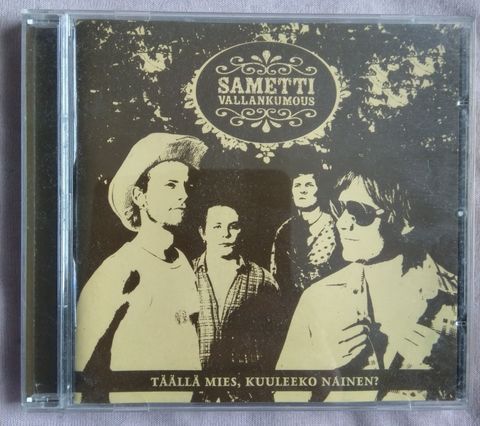 SAMETTI
VALLANKUMOUS
TÄÄLLÄ MIES, KUULEEKO NAINEN?